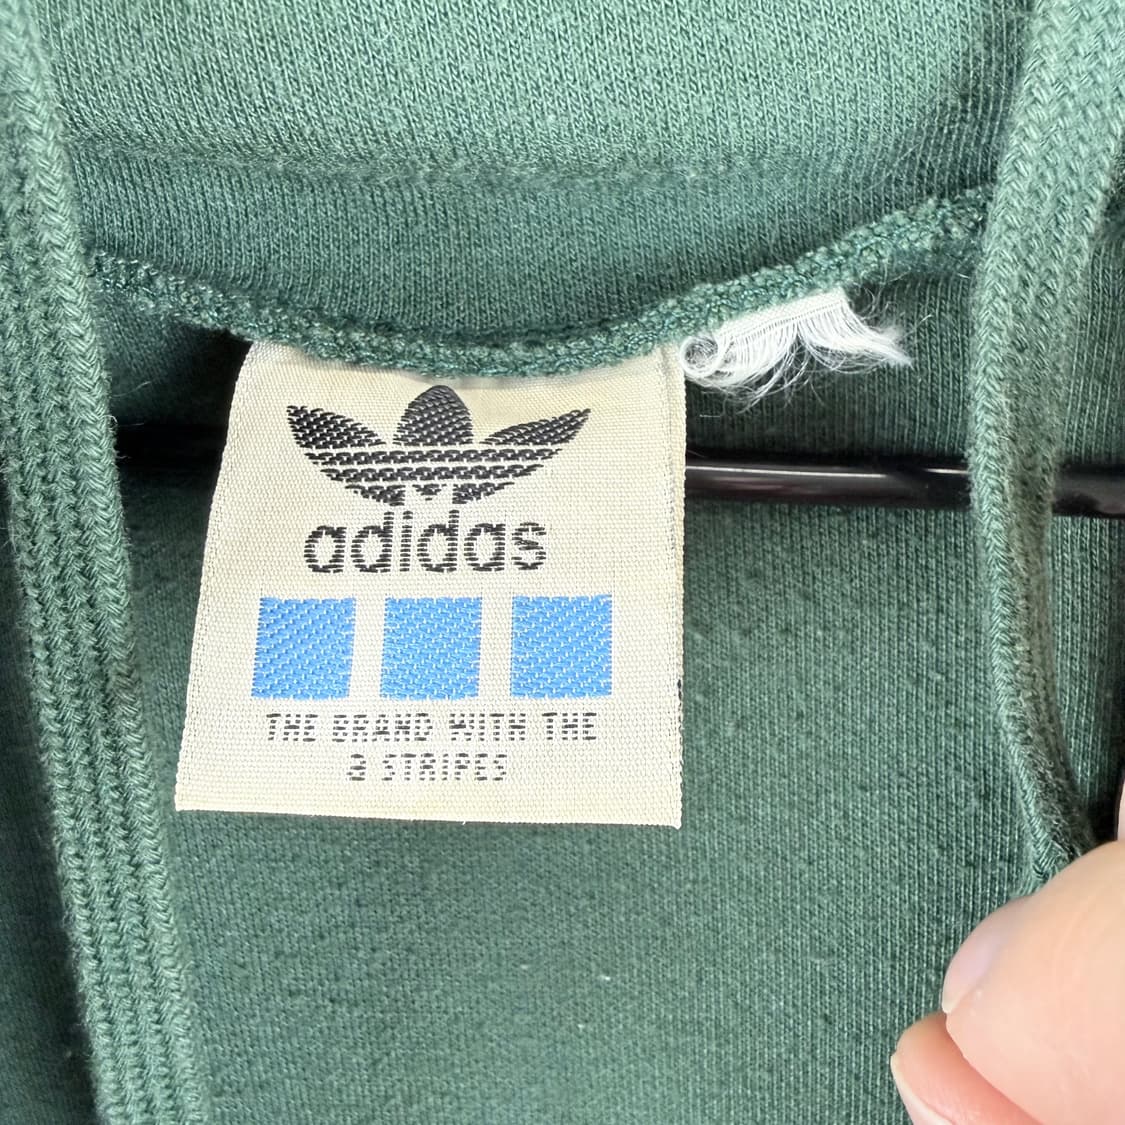 adidas
THE BRAND WITH THE
3 STRIPES